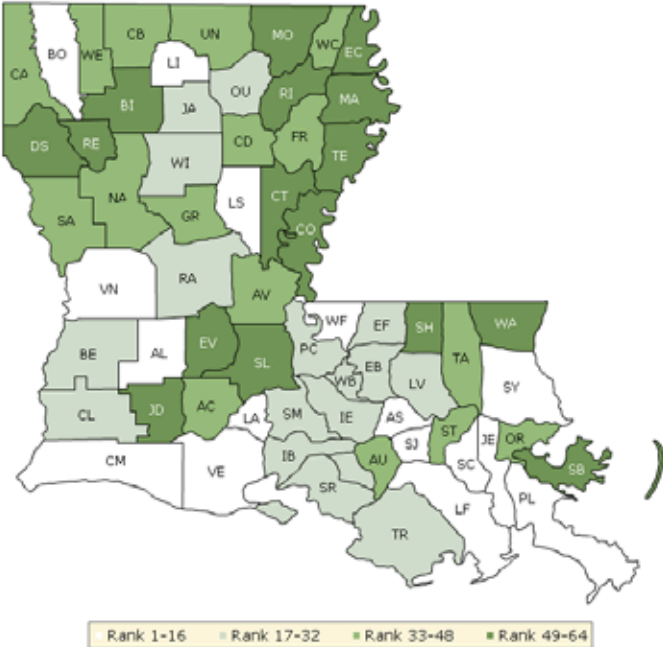 CB UN MO WC EC
BO WE LI
CA OU RI MA
BI JA
DS RE CD FR TE
WI
NA LS CT
SA GR CO
RA
VN AV
WF EF SH WA
EV PC TA
BE AL SL EB SY
WB LV
CL JD AC LA SM IE AS
ST JE OR
SJ
CM VE IB AU SC SB
SR PL
LF
TR
Rank 1-16 Rank 17-32 Rank 33-48 Rank 49-64